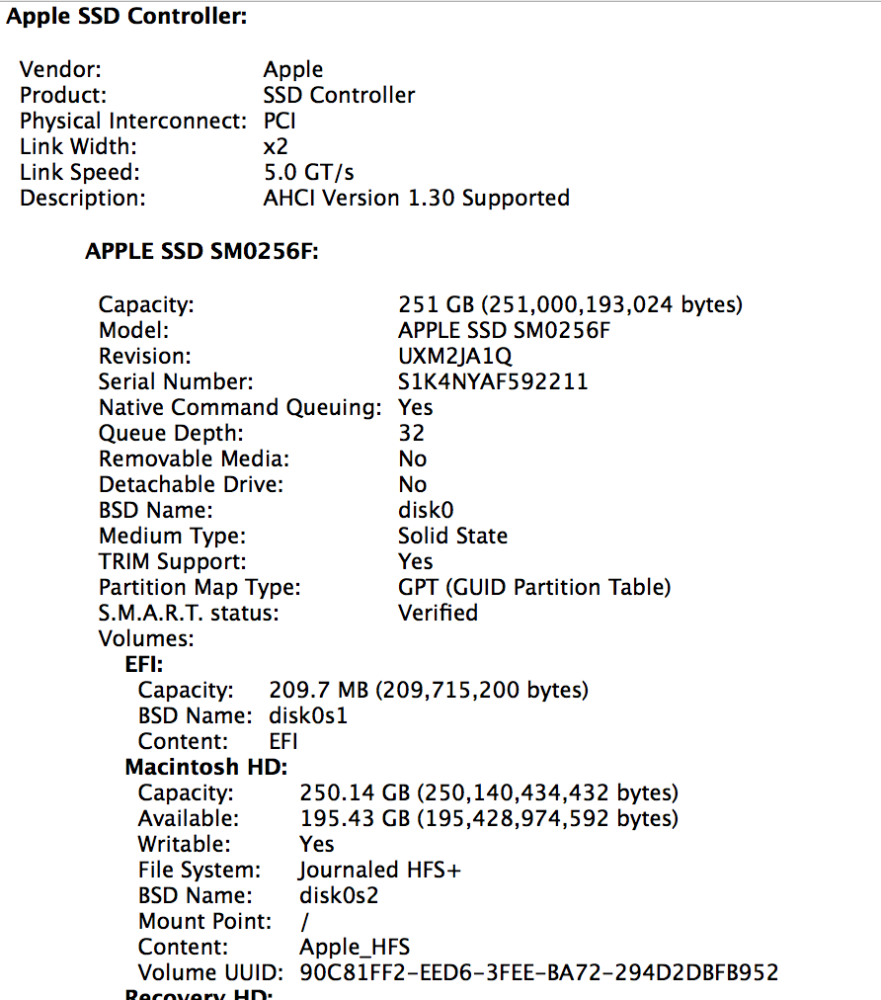 Apple SSD Controller:
Vendor: Apple
Product: SSD Controller
Physical Interconnect: PCI
Link Width: x2
Link Speed: 5.0 GT/s
Description: AHCI Version 1.30 Supported
APPLE SSD SM0256F:
Capacity: 251 GB (251,000,193,024 bytes)
Model: APPLE SSD SM0256F
Revision: UXM2JA1Q
Serial Number: S1K4NYAF592211
Native Command Queuing: Yes
Queue Depth: 32
Removable Media: No
Detachable Drive: No
BSD Name: disk0
Medium Type: Solid State
TRIM Support: Yes
Partition Map Type: GPT (GUID Partition Table)
S.M.A.R.T. status: Verified
Volumes:
EFI:
Capacity: 209.7 MB (209,715,200 bytes)
BSD Name: disk0s1
Content: EFI
Macintosh HD:
Capacity: 250.14 GB (250,140,434,432 bytes)
Available: 195.43 GB (195,428,974,592 bytes)
Writable: Yes
File System: Journaled HFS+
BSD Name: disk0s2
Mount Point: /
Content: Apple_HFS
Volume UUID: 90C81FF2-EED6-3FEE-BA72-294D2DBFB952
Recovery HD: